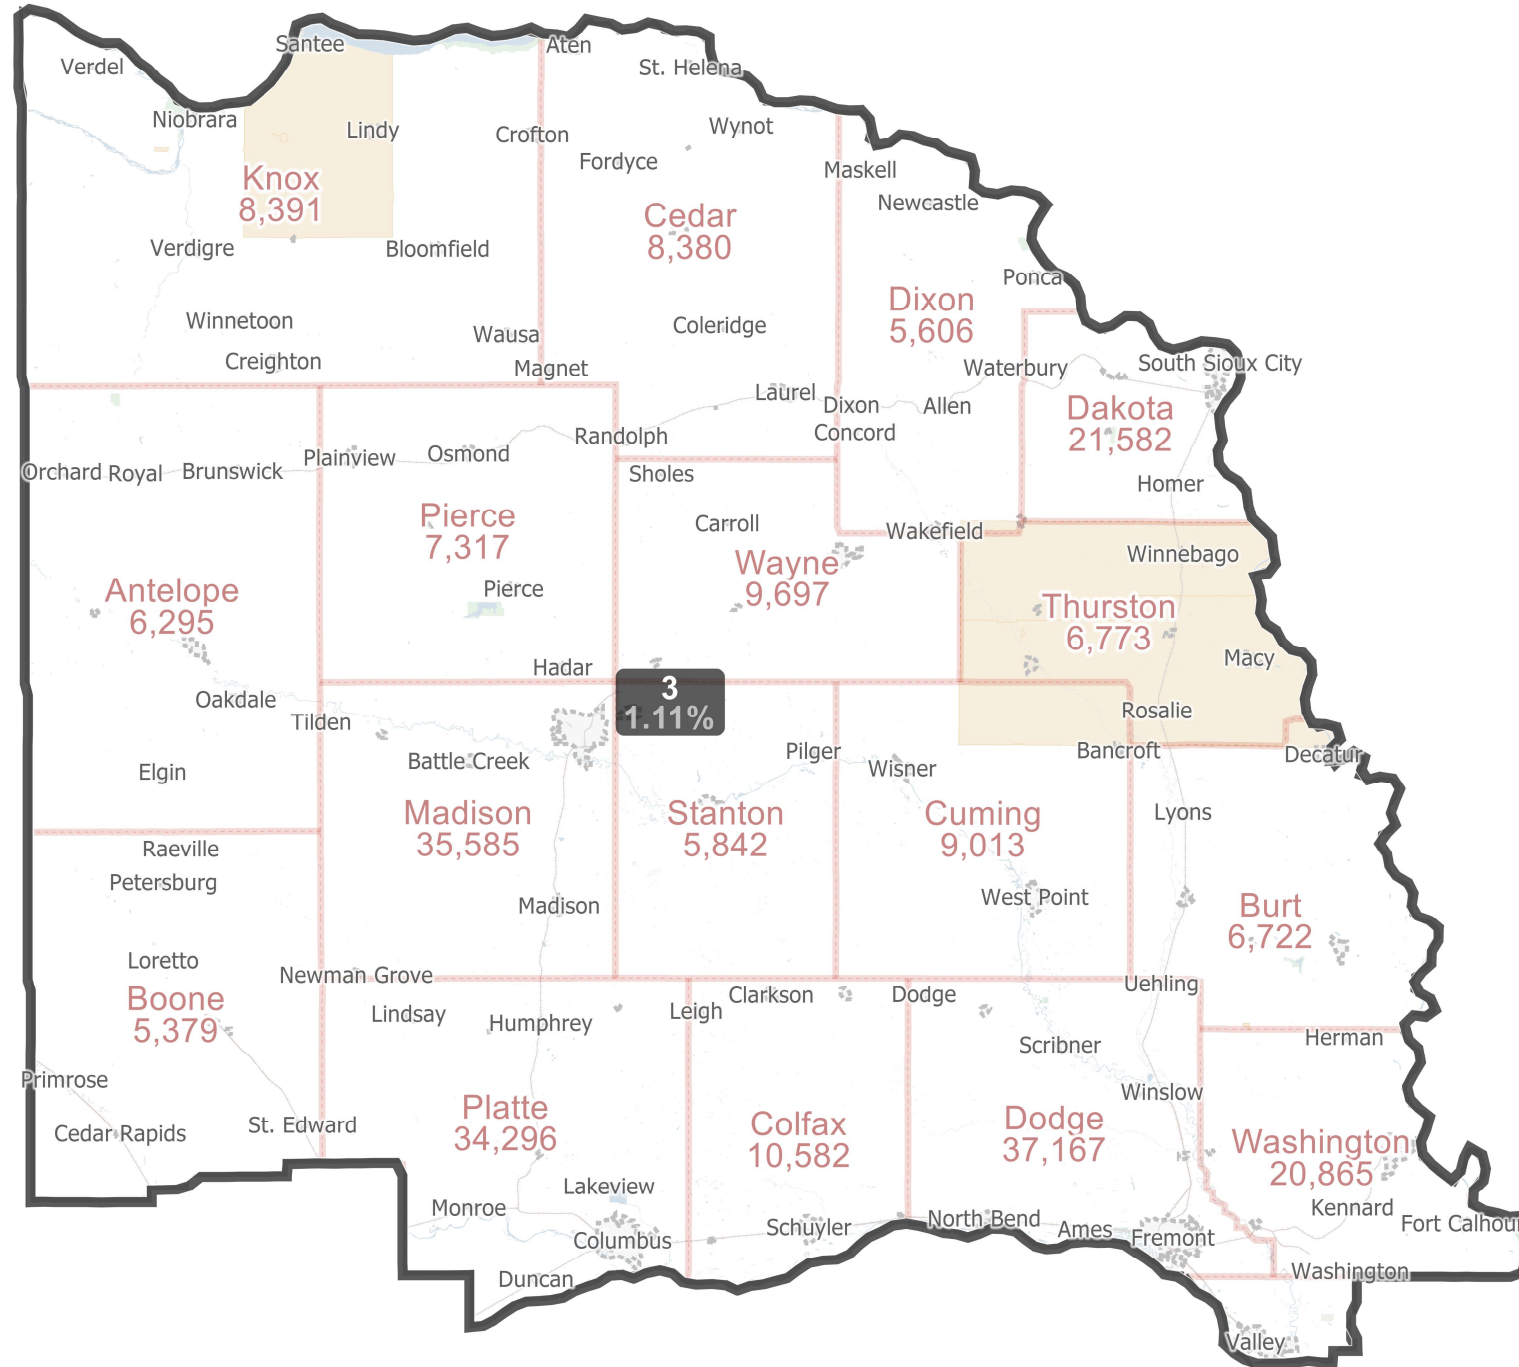 Santee
Aten
Verdel
St. Helena
Niobrara
Lindy
Crofton
Wynot
Fordyce
Maskell
Knox
8,391
Newcastle
Cedar
8,380
Verdigre
Bloomfield
Ponca
Dixon
5,606
Winnetoon
Wausa
Coleridge
Creighton
Magnet
Waterbury
South Sioux City
Laurel
Dixon
Allen
Dakota
21,582
Randolph
Concord
Orchard
Royal
Brunswick
Plainview
Osmond
Sholes
Homer
Pierce
7,317
Carroll
Wakefield
Winnebago
Wayne
9,697
Antelope
6,295
Pierce
Thurston
6,773
Hadar
Macy
3
1.11%
Oakdale
Tilden
Rosalie
Battle Creek
Pilger
Wisner
Bancroft
Decatur
Elgin
Madison
35,585
Stanton
5,842
Cuming
9,013
Lyons
Raeville
Petersburg
Madison
West Point
Burt
6,722
Loretto
Newman Grove
Boone
5,379
Clarkson
Dodge
Uehling
Lindsay
Humphrey
Leigh
Scribner
Herman
Primrose
Winslow
Platte
34,296
Colfax
10,582
Dodge
37,167
Cedar Rapids
St. Edward
Washington
20,865
Lakeview
Monroe
Schuyler
North Bend
Ames
Fremont
Kennard
Fort Calhou
Columbus
Duncan
Washington
Valley